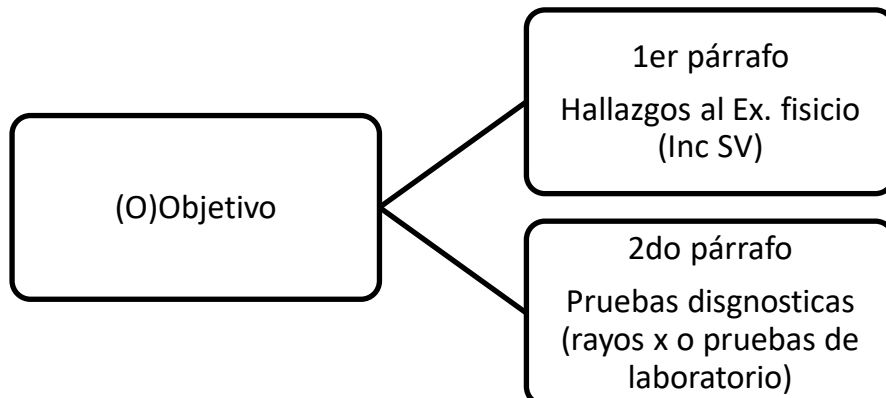 (O)Objetivo
1er párrafo
Hallazgos al Ex. fisicio
(Inc SV)
2do párrafo
Pruebas disgnosticas
(rayos x o pruebas de
laboratorio)